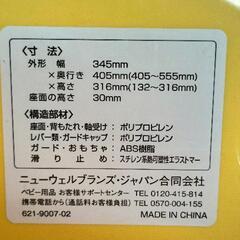 〈寸　法〉
外形　幅　345mm
×奥行き　405mm(405～555mm)
×高さ　316mm(132～316mm)
座面の高さ　30mm
〈構造部材〉
座面・背もたれ・軸受け：ポリプロピレン
レバー類・ガードキャップ：ポリプロピレン
ガード・おもちゃ：ABS樹脂
滑り止め：スチレン系熱可塑性エラストマー
ニューウェルブランズ・ジャパン合同会社
ベビー用品 お客様サポートセンター TEL 0120-415-814
携帯電話から(通話料お客様負担) TEL 0570-004-155
621-9007-02　MADE IN CHINA